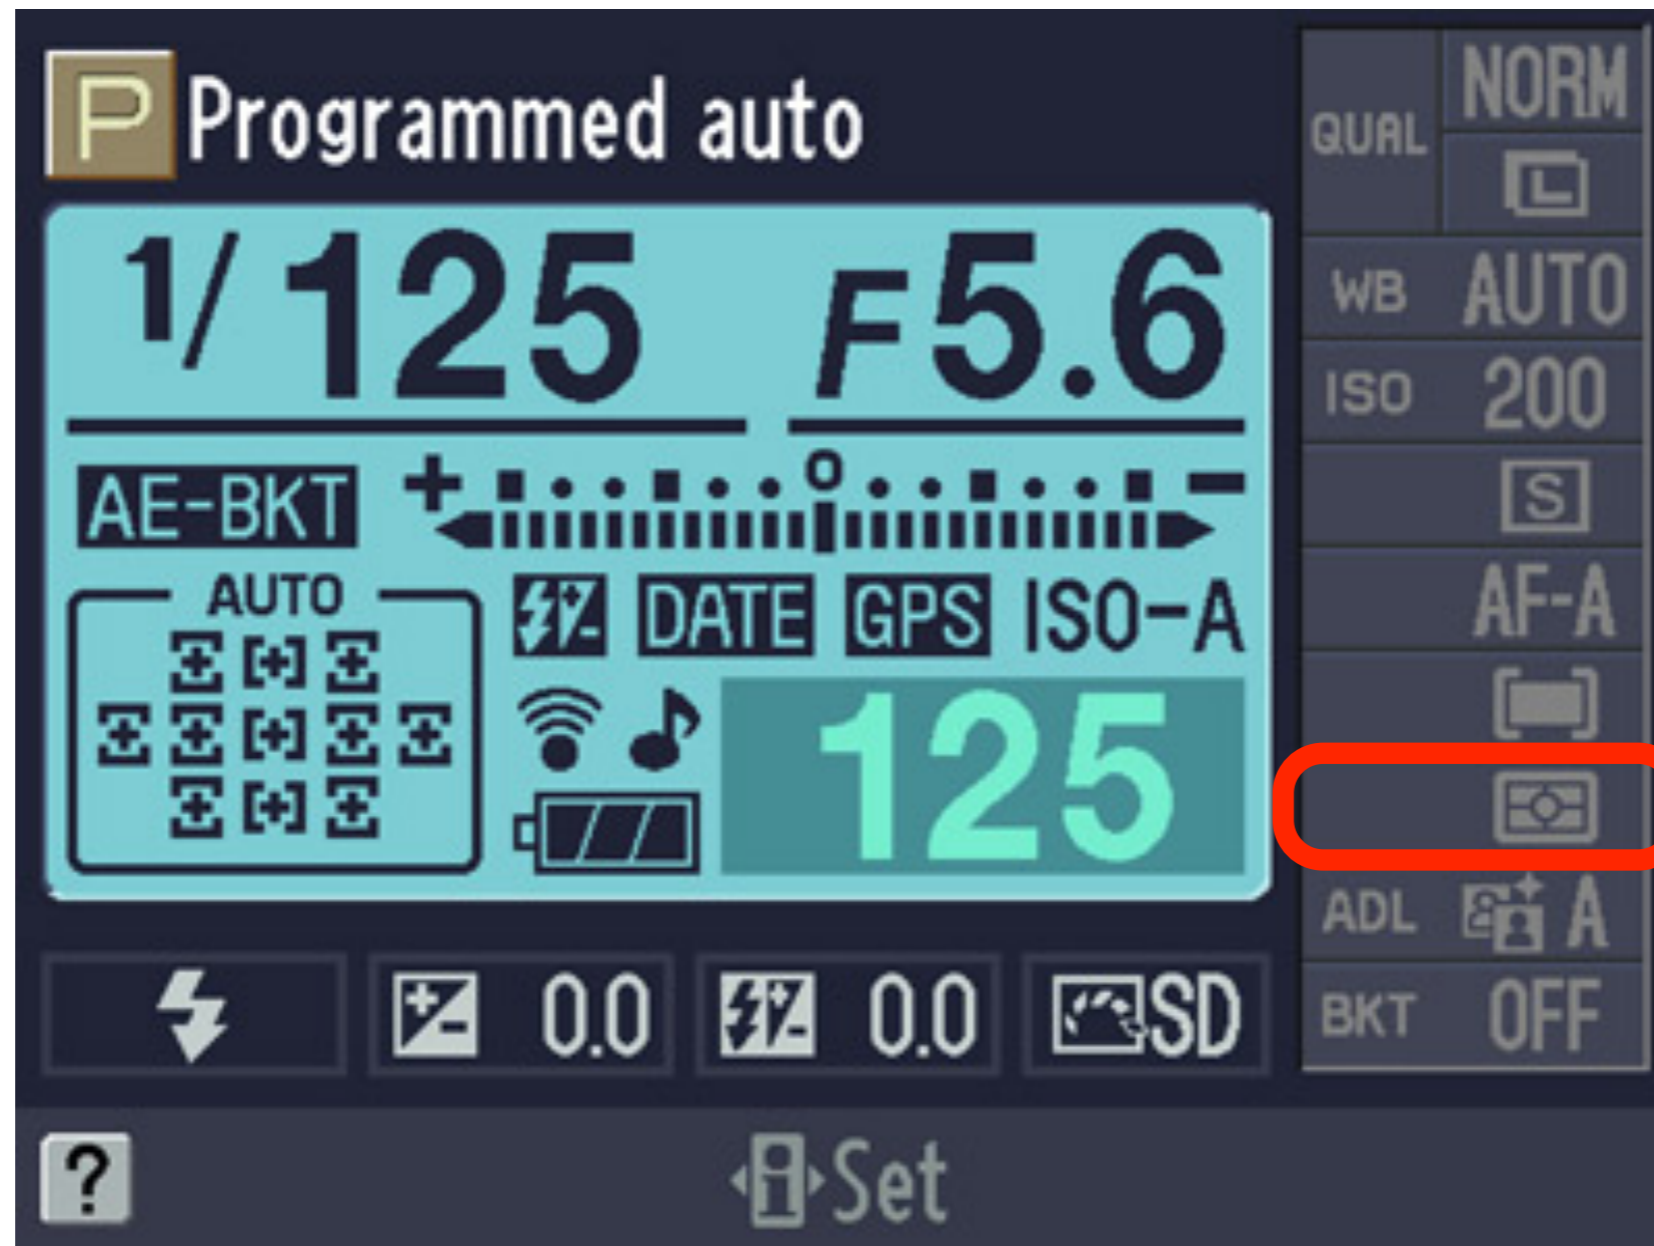 P Programmed auto
1/125 F5.6
AE-BKT + o -
AUTO
DATE GPS ISO-A
125
0.0 0.0 SD
QUAL NORM
L
WB AUTO
ISO 200
S
AF-A
ADL A
BKT OFF
? i Set